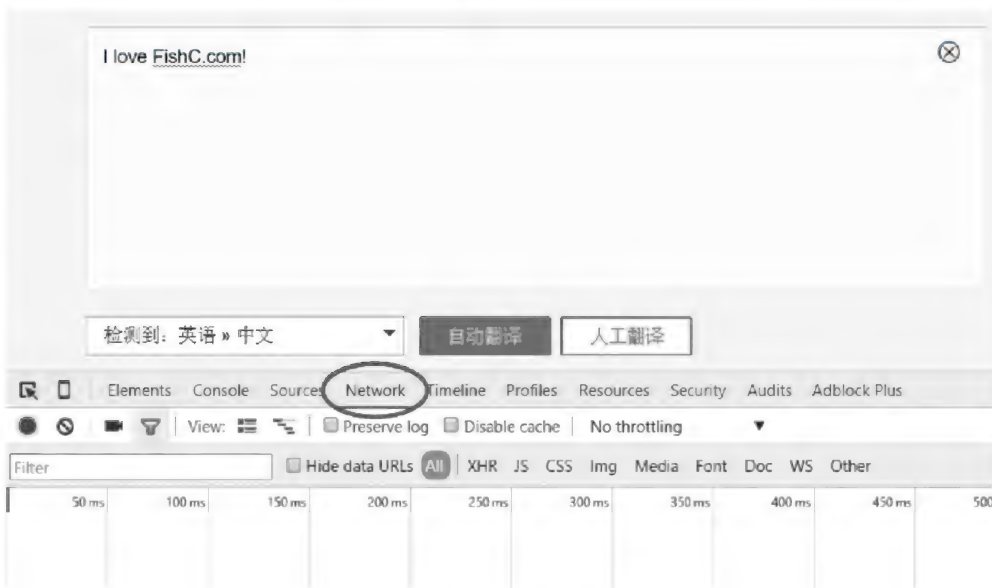 I love FishC.com!
检测到：英语 » 中文
自动翻译 人工翻译
Elements Console Sources Network Timeline Profiles Resources Security Audits Adblock Plus
View: Preserve log Disable cache No throttling
Filter Hide data URLs All XHR JS CSS Img Media Font Doc WS Other
50 ms 100 ms 150 ms 200 ms 250 ms 300 ms 350 ms 400 ms 450 ms 500